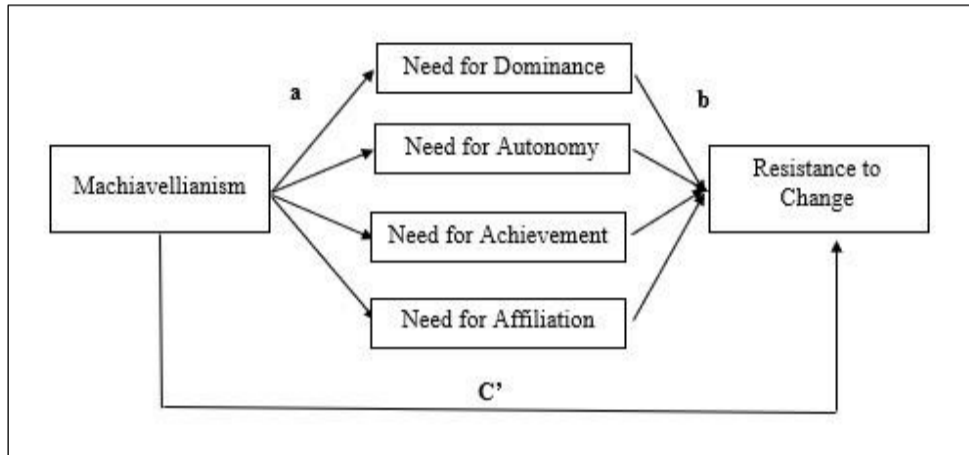 Need for Dominance
a
b
Need for Autonomy
Machiavellianism
Resistance to
Change
Need for Achievement
Need for Affiliation
C’